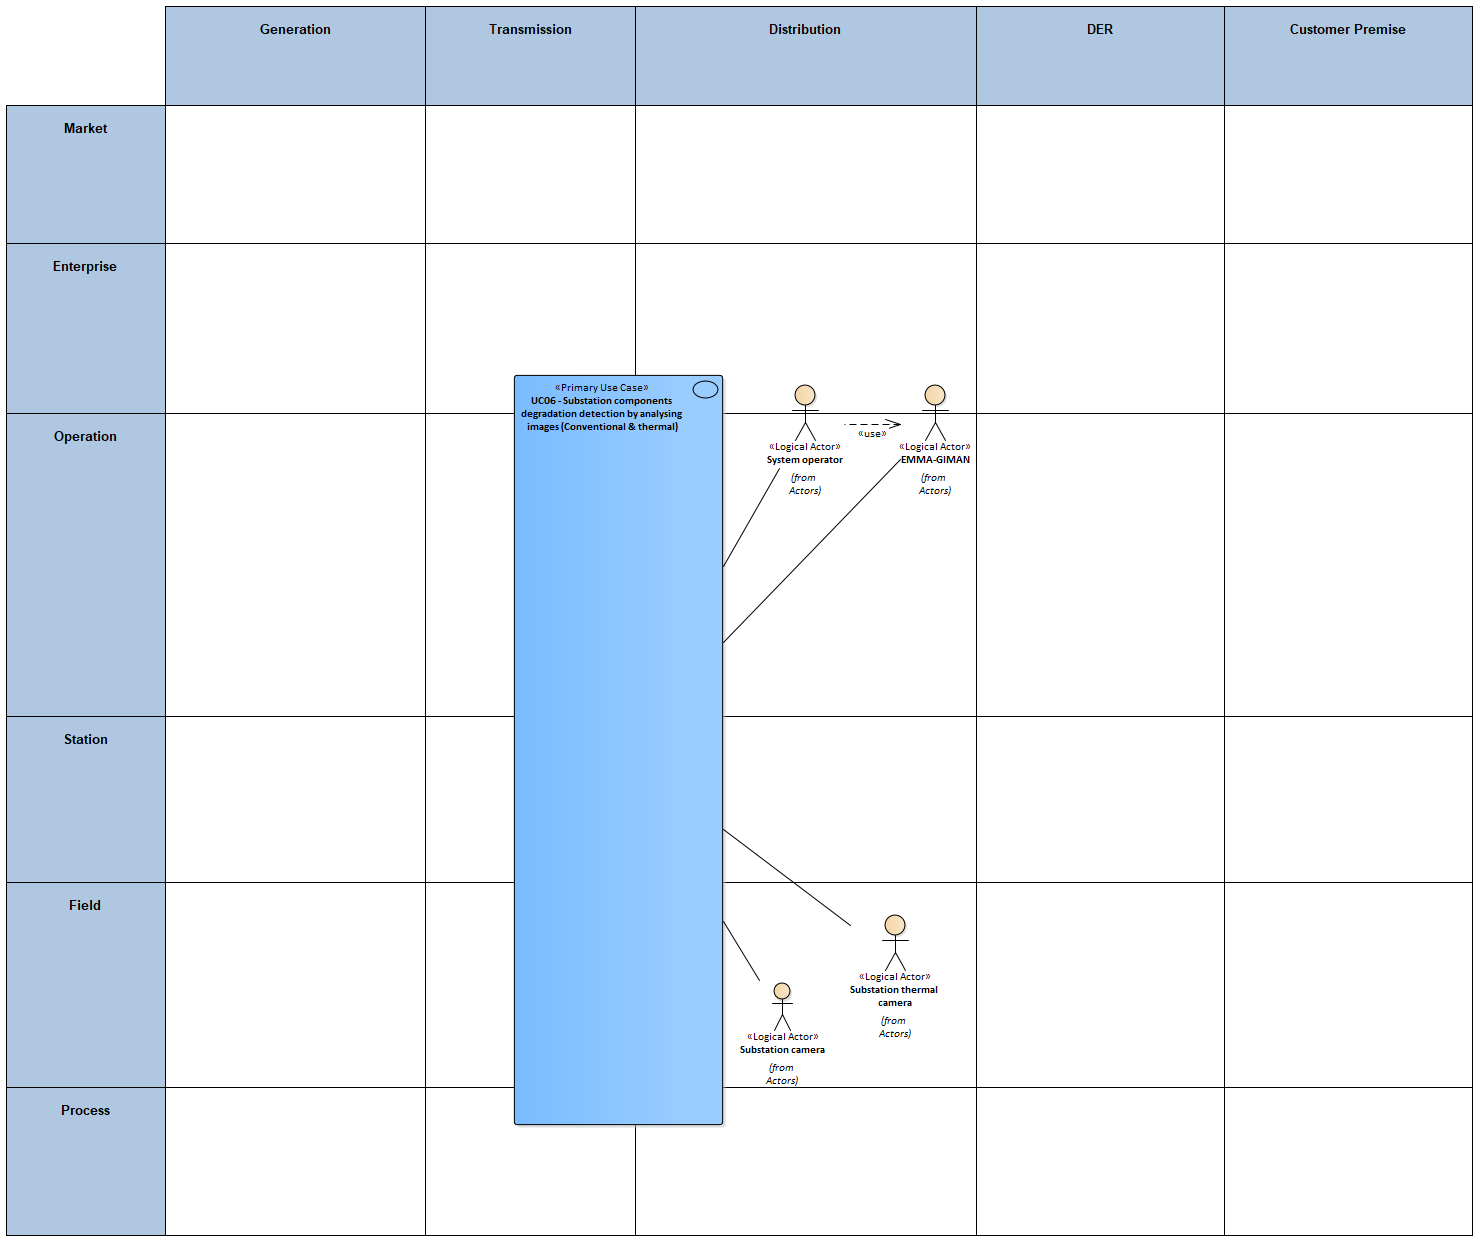 Generation
Transmission
Distribution
DER
Customer Premise
Market
Enterprise
«Primary Use Case»
UC06 - Substation components
degradation detection by analysing
images (Conventional & thermal)
Operation
«use»
«Logical Actor»
System operator
(from
Actors)
«Logical Actor»
EMMA-GIMAN
(from
Actors)
Station
Field
«Logical Actor»
Substation thermal
camera
(from
Actors)
«Logical Actor»
Substation camera
(from
Actors)
Process